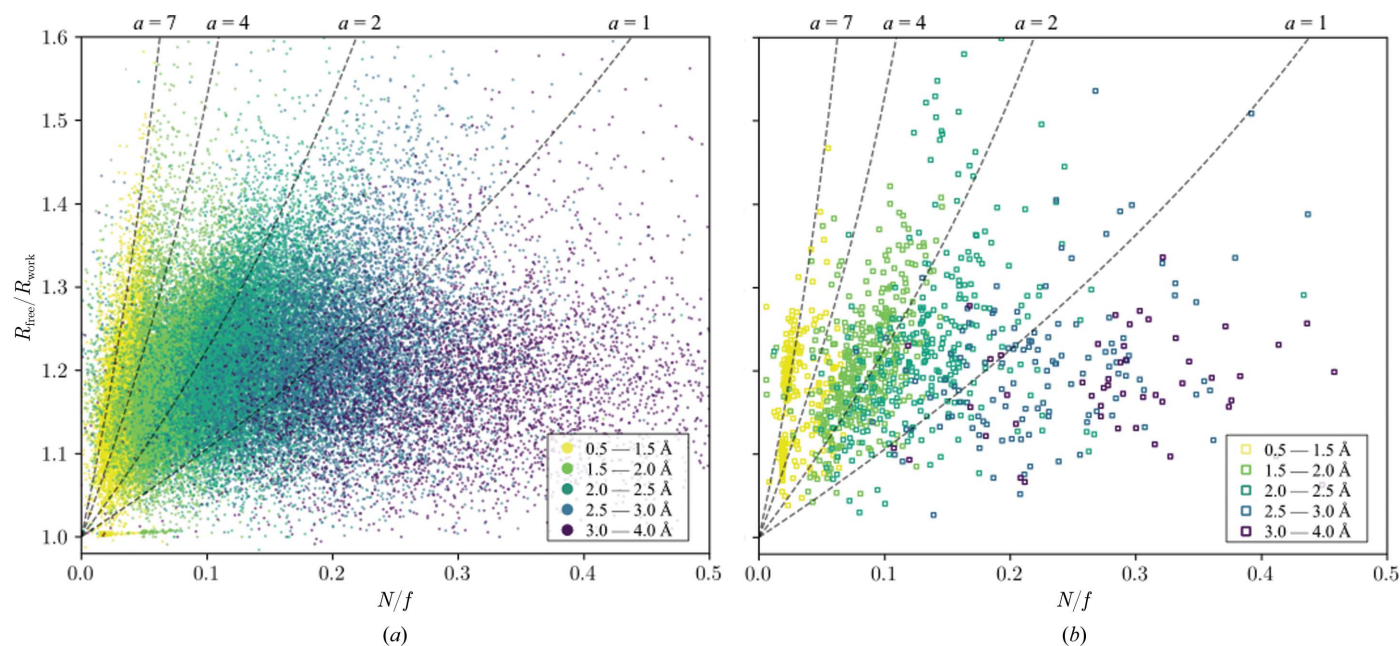 a = 7 a = 4 a = 2 a = 1
1.6
1.5
1.4
1.3
1.2
1.1
1.0
R_free/R_work
0.5 — 1.5 Å
1.5 — 2.0 Å
2.0 — 2.5 Å
2.5 — 3.0 Å
3.0 — 4.0 Å
0.0 0.1 0.2 0.3 0.4 0.5
N/f
(a)
a = 7 a = 4 a = 2 a = 1
0.5 — 1.5 Å
1.5 — 2.0 Å
2.0 — 2.5 Å
2.5 — 3.0 Å
3.0 — 4.0 Å
0.0 0.1 0.2 0.3 0.4 0.5
N/f
(b)